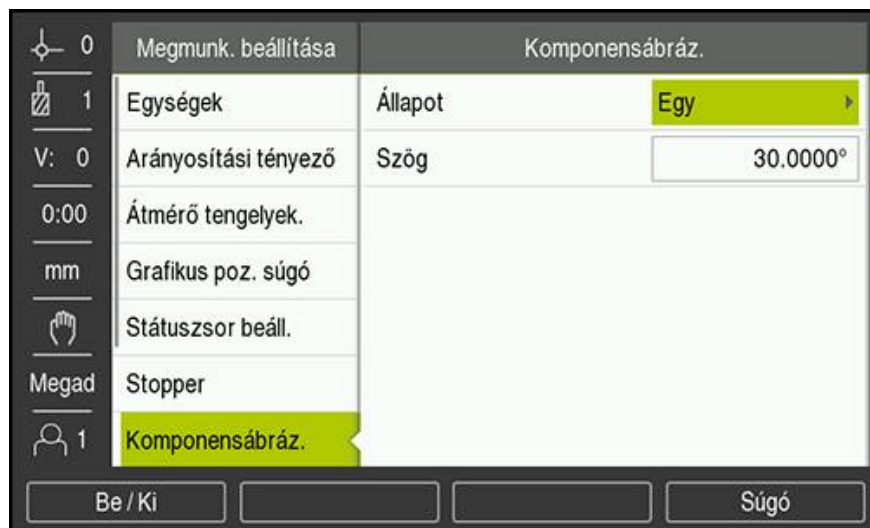 0 Megmunk. beállítása Komponensábráz.
1 Egységek Állapot Egy
V: 0 Arányosítási tényező Szög 30.0000°
0:00 Átmérő tengelyek.
mm Grafikus poz. súgó
Státuszsor beáll.
Megad Stopper
1 Komponensábráz.
Be / Ki Súgó